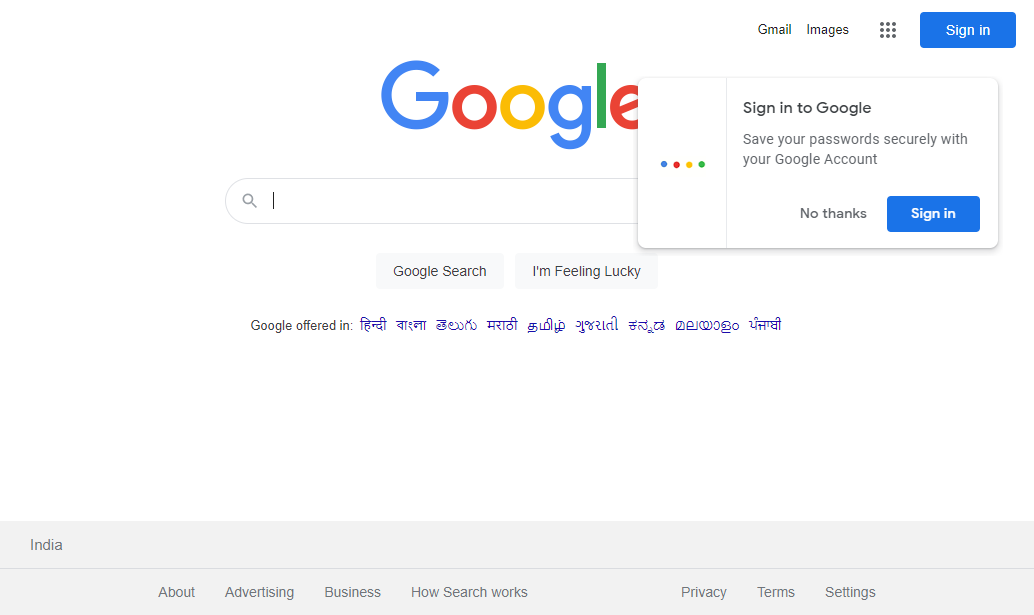 Gmail Images Sign in
Google
Sign in to Google
Save your passwords securely with
your Google Account
No thanks Sign in
Google Search I'm Feeling Lucky
Google offered in: हिन्दी বাংলা తెలుగు मराठी தமிழ் ગુજરાતી ಕನ್ನಡ മലയാളം ਪੰਜਾਬੀ
India
About Advertising Business How Search works Privacy Terms Settings